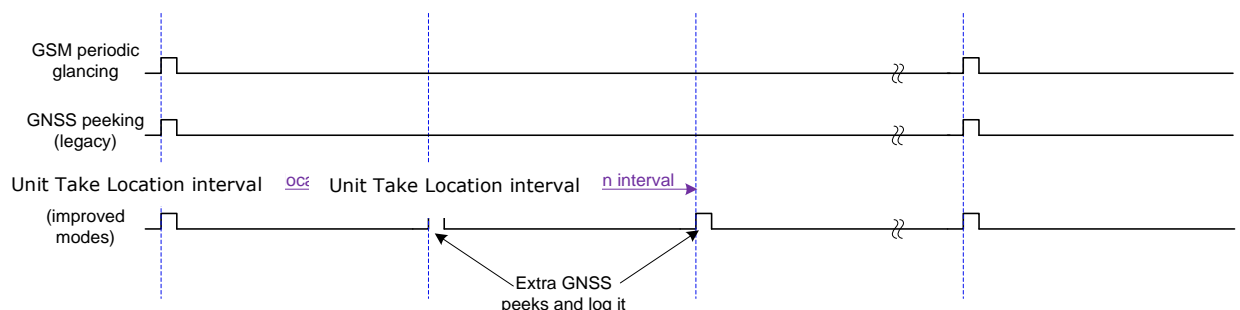 GSM periodic
glancing
GNSS peeking
(legacy)
Unit Take Location interval
Unit Take Location interval
n interval
(improved
modes)
Extra GNSS
peeks and log it